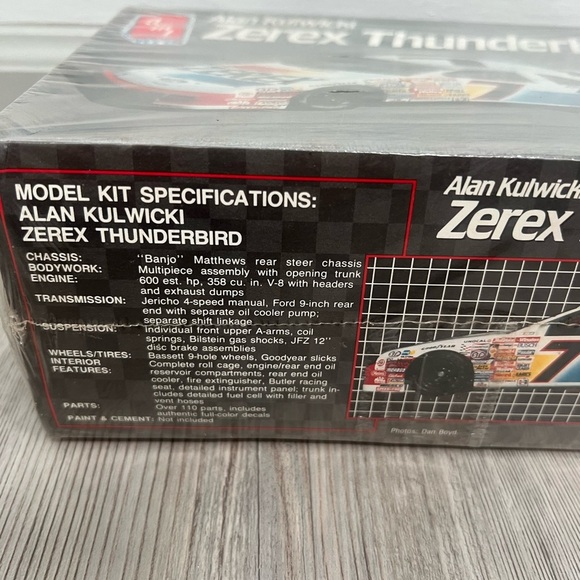 amt
Alan Kulwicki
Zerex Thunder
MODEL KIT SPECIFICATIONS:
ALAN KULWICKI
ZEREX THUNDERBIRD
CHASSIS: "Banjo" Matthews rear steer chassis
BODYWORK: Multipiece assembly with opening trunk
ENGINE: 600 est. hp, 358 cu. in. V-8 with headers
and exhaust dumps
TRANSMISSION: Jericho 4-speed manual, Ford 9-inch rear
end with separate oil cooler pump;
separate shift linkage
SUSPENSION: Individual front upper A-arms, coil
springs, Bilstein gas shocks, JFZ 12"
disc brake assemblies
WHEELS/TIRES: Bassett 9-hole wheels, Goodyear slicks
INTERIOR Complete roll cage, engine/rear end oil
FEATURES: reservoir compartments, rear end oil
cooler, fire extinguisher, Butler racing
seat, detailed instrument panel; trunk in-
cludes detailed fuel cell with filler and
vent hoses
PARTS: Over 110 parts, includes
authentic full-color decals
PAINT & CEMENT: Not included
Alan Kulwick
Zerex
7
Photos: Dan Boyd